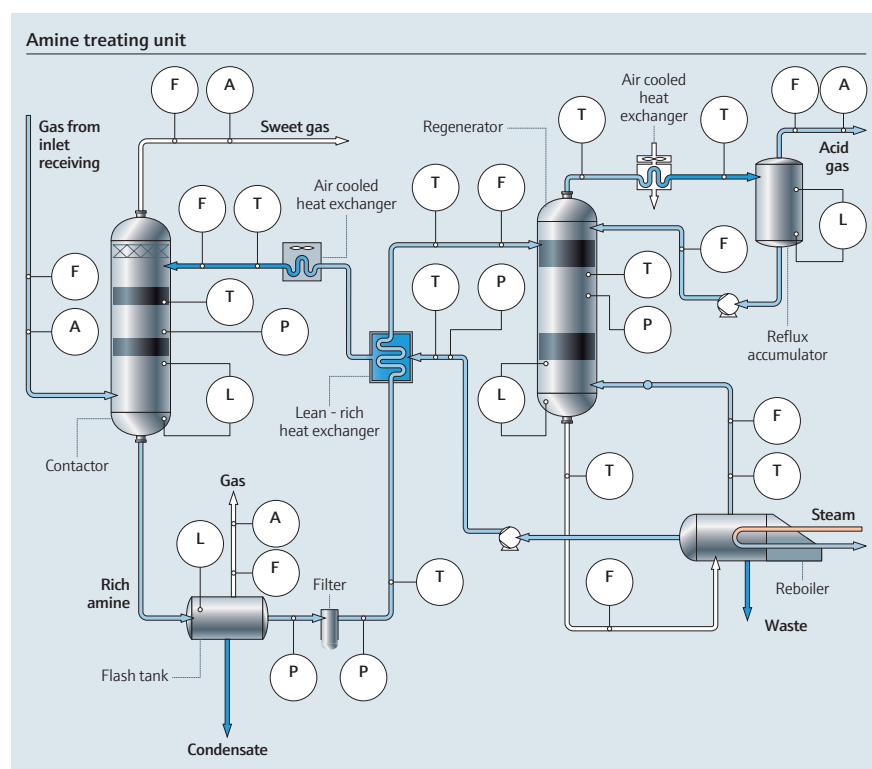 Amine treating unit
Gas from
inlet
receiving
F
A
Sweet gas
Regenerator
T
Air cooled
heat
exchanger
T
F
A
Acid
gas
F
T
Air cooled
heat exchanger
T
F
L
F
F
A
T
P
L
T
P
T
P
Reflux
accumulator
Lean - rich
heat exchanger
L
F
T
Contactor
Gas
A
F
L
Rich
amine
Filter
T
T
F
Steam
Reboiler
Waste
Flash tank
P
P
Condensate